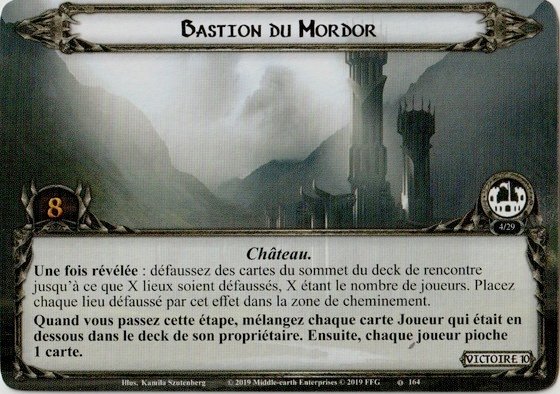 Bastion du Mordor
8
4/29
Château.
Une fois révélée : défaussez des cartes du sommet du deck de rencontre
jusqu'à ce que X lieux soient défaussés, X étant le nombre de joueurs. Placez
chaque lieu défaussé par cet effet dans la zone de cheminement.
Quand vous passez cette étape, mélangez chaque carte Joueur qui était en
dessous dans le deck de son propriétaire. Ensuite, chaque joueur pioche
1 carte.
Victoire 10
Illus. Kamila Szutenberg © 2019 Middle-earth Enterprises © 2019 FFG 164